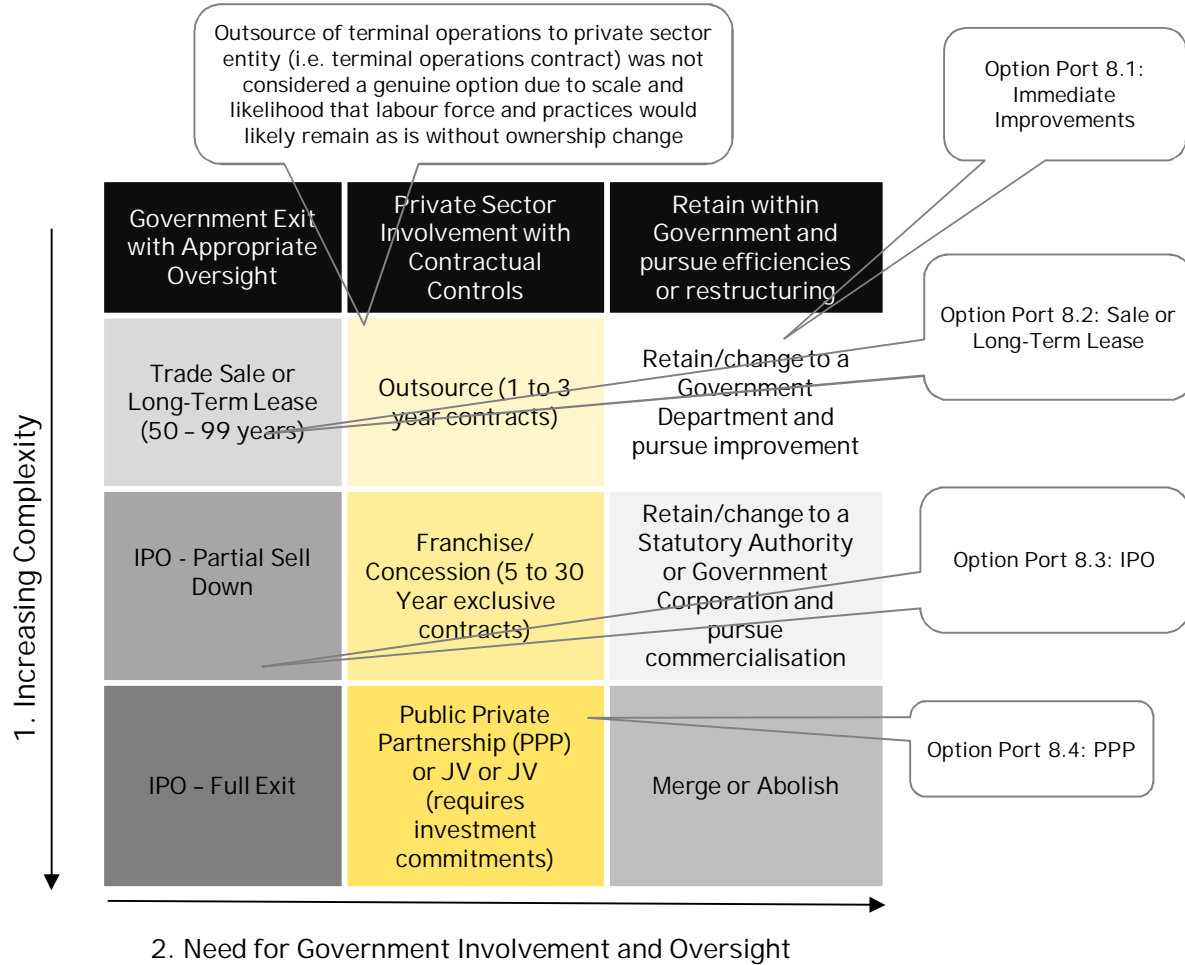 Outsource of terminal operations to private sector
entity (i.e. terminal operations contract) was not
considered a genuine option due to scale and
likelihood that labour force and practices would
likely remain as is without ownership change
Option Port 8.1:
Immediate
Improvements
Government Exit
with Appropriate
Oversight
Private Sector
Involvement with
Contractual
Controls
Retain within
Government and
pursue efficiencies
or restructuring
Option Port 8.2: Sale or
Long-Term Lease
Trade Sale or
Long-Term Lease
(50 – 99 years)
Outsource (1 to 3
year contracts)
Retain/change to a
Government
Department and
pursue improvement
1. Increasing Complexity
IPO - Partial Sell
Down
Franchise/
Concession (5 to 30
Year exclusive
contracts)
Retain/change to a
Statutory Authority
or Government
Corporation and
pursue
commercialisation
Option Port 8.3: IPO
IPO – Full Exit
Public Private
Partnership (PPP)
or JV or JV
(requires
investment
commitments)
Merge or Abolish
Option Port 8.4: PPP
2. Need for Government Involvement and Oversight